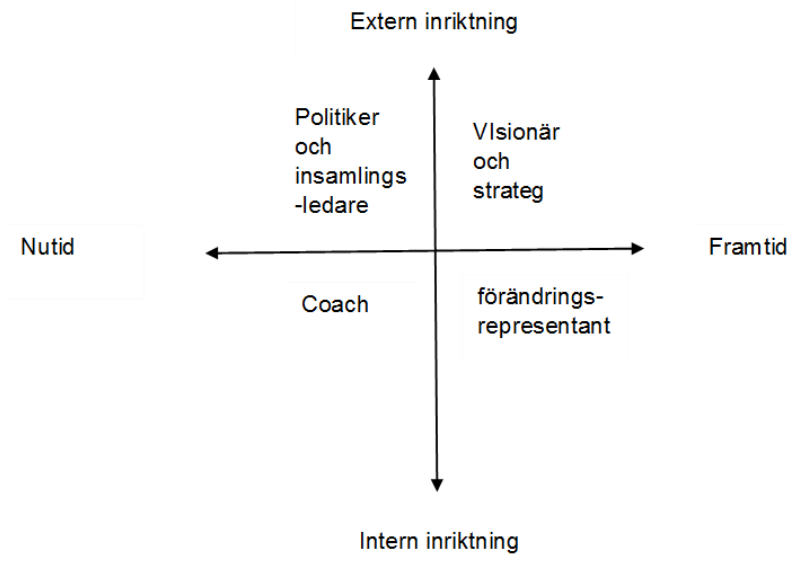 Extern inriktning
Politiker
och
insamlings
-ledare
VIsionär
och
strateg
Nutid
Framtid
Coach
förändrings-
representant
Intern inriktning